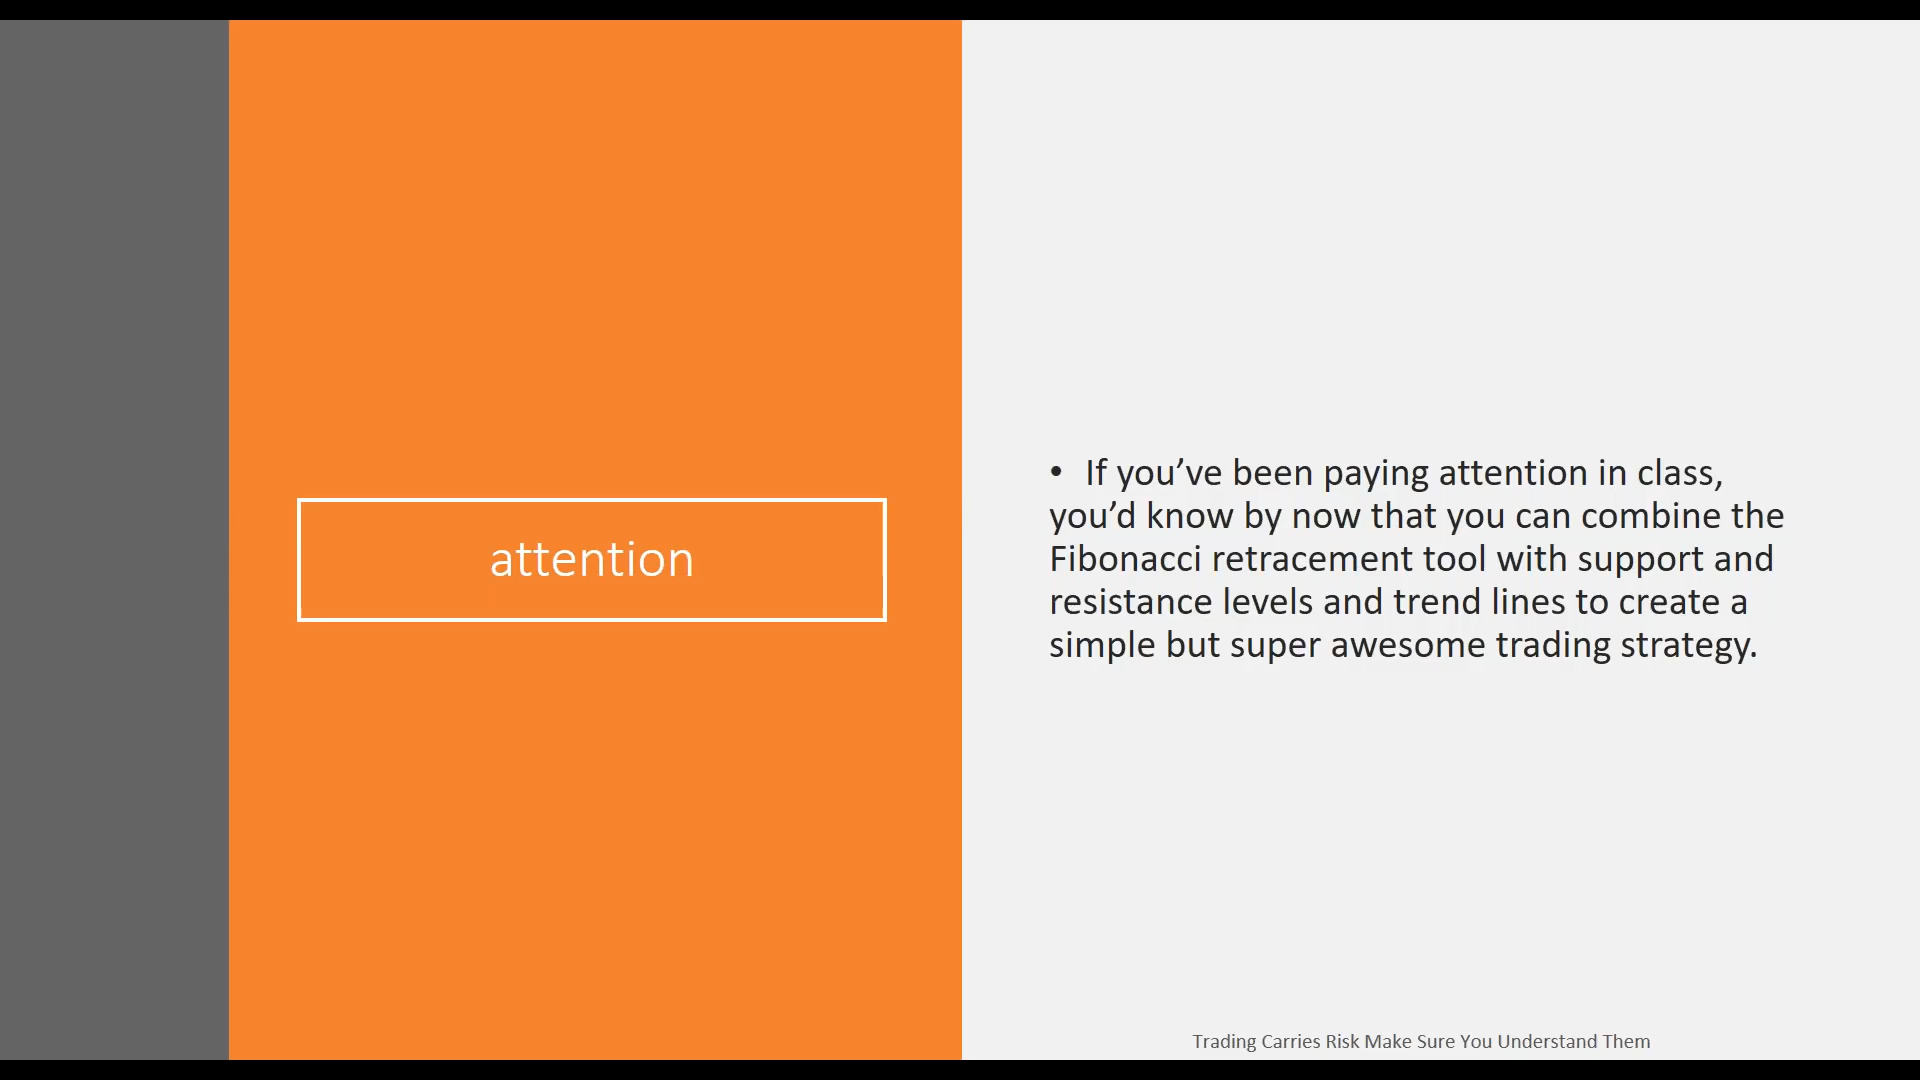 attention
• If you’ve been paying attention in class,
you’d know by now that you can combine the
Fibonacci retracement tool with support and
resistance levels and trend lines to create a
simple but super awesome trading strategy.
Trading Carries Risk Make Sure You Understand Them